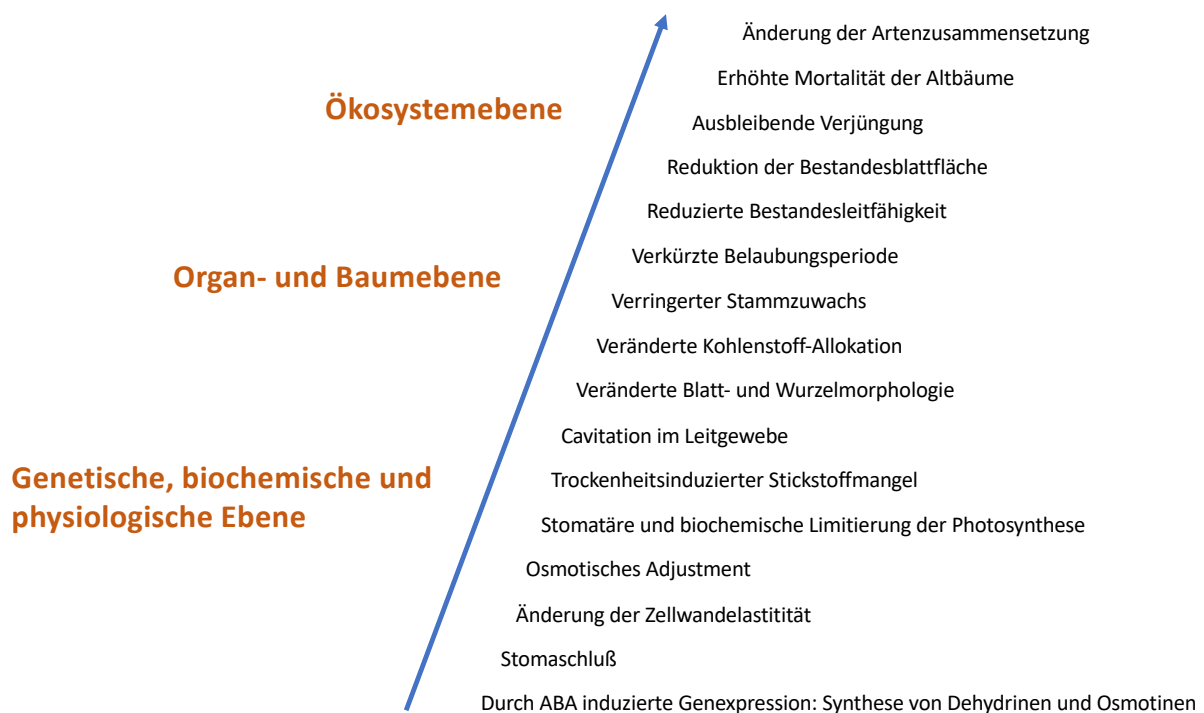 Änderung der Artenzusammensetzung
Erhöhte Mortalität der Altbäume
Ökosystemebene
Ausbleibende Verjüngung
Reduktion der Bestandesblattfläche
Reduzierte Bestandesleitfähigkeit
Verkürzte Belaubungsperiode
Organ- und Baumebene
Verringerter Stammzuwachs
Veränderte Kohlenstoff-Allokation
Veränderte Blatt- und Wurzelmorphologie
Cavitation im Leitgewebe
Genetische, biochemische und
physiologische Ebene
Trockenheitsinduzierter Stickstoffmangel
Stomatäre und biochemische Limitierung der Photosynthese
Osmotisches Adjustment
Änderung der Zellwandelastitität
Stomaschluß
Durch ABA induzierte Genexpression: Synthese von Dehydrinen und Osmotinen